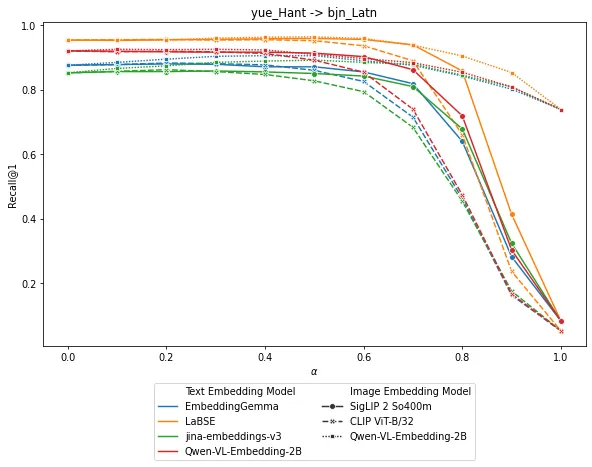 yue_Hant -> bjn_Latn
1.0
0.8
0.6
0.4
0.2
Recall@1
0.0 0.2 0.4 0.6 0.8 1.0
α
Text Embedding Model
EmbeddingGemma
LaBSE
jina-embeddings-v3
Qwen-VL-Embedding-2B
Image Embedding Model
SigLIP 2 So400m
CLIP ViT-B/32
Qwen-VL-Embedding-2B